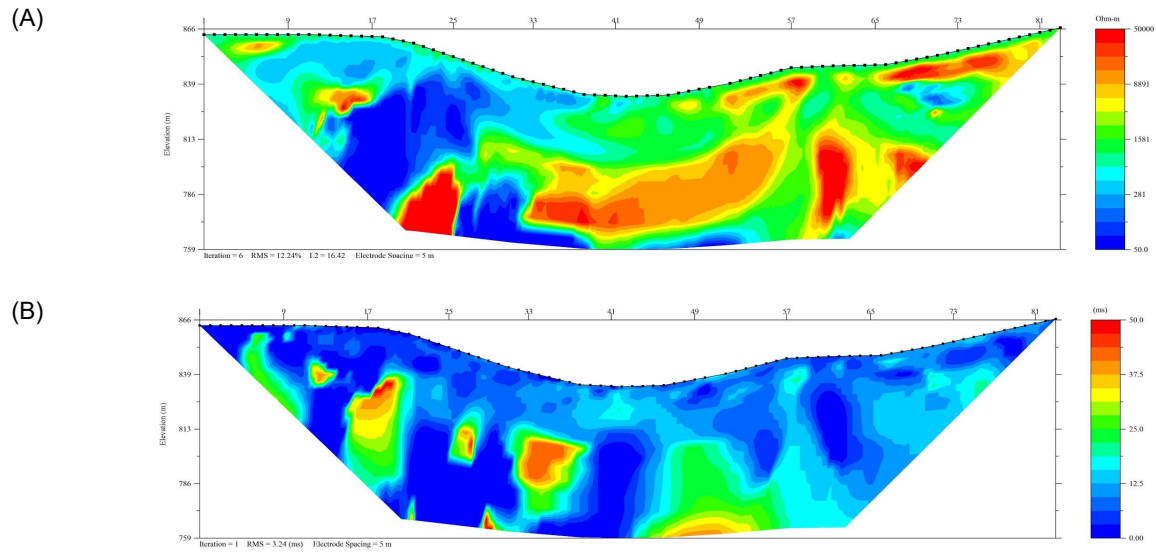 (A)
1 9 17 25 33 41 49 57 65 73 81
Ohm-m
866
839
813
786
759
Elevation (m)
50000
8891
1581
281
50.0
Iteration = 6 RMS = 12.24% L2 = 16.42 Electrode Spacing = 5 m
(B)
1 9 17 25 33 41 49 57 65 73 81
(ms)
866
839
813
786
759
Elevation (m)
50.0
37.5
25.0
12.5
0.00
Iteration = 1 RMS = 3.24 (ms) Electrode Spacing = 5 m